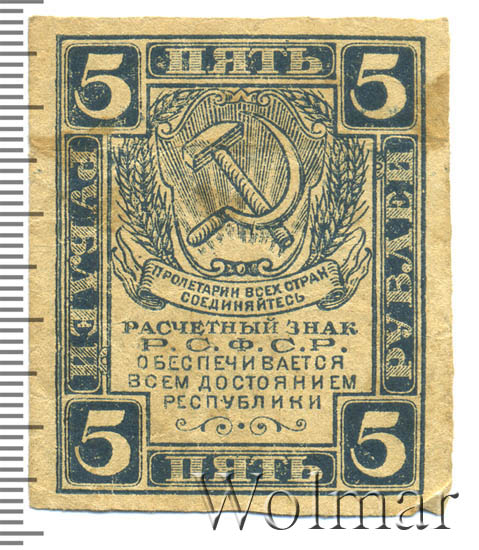 5 ПЯТЬ 5
РУБЛЕЙ
РУБЛЕЙ
ПРОЛЕТАРИИ ВСЕХ СТРАН
СОЕДИНЯЙТЕСЬ
РАСЧЕТНЫЙ ЗНАК
Р.С.Ф.С.Р.
ОБЕСПЕЧИВАЕТСЯ
ВСЕМ ДОСТОЯНИЕМ
РЕСПУБЛИКИ
5 ПЯТЬ 5
Wolmar